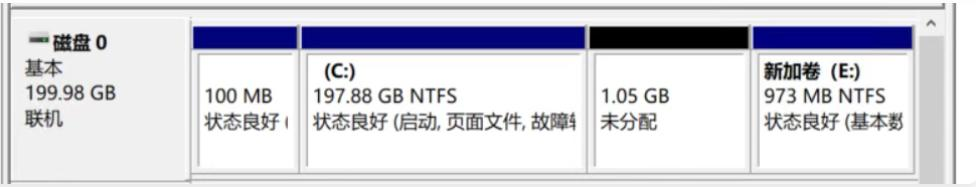 磁盘 0
基本
199.98 GB
联机
100 MB
状态良好 (
(C:)
197.88 GB NTFS
状态良好 (启动, 页面文件, 故障
1.05 GB
未分配
新加卷 (E:)
973 MB NTFS
状态良好 (基本数